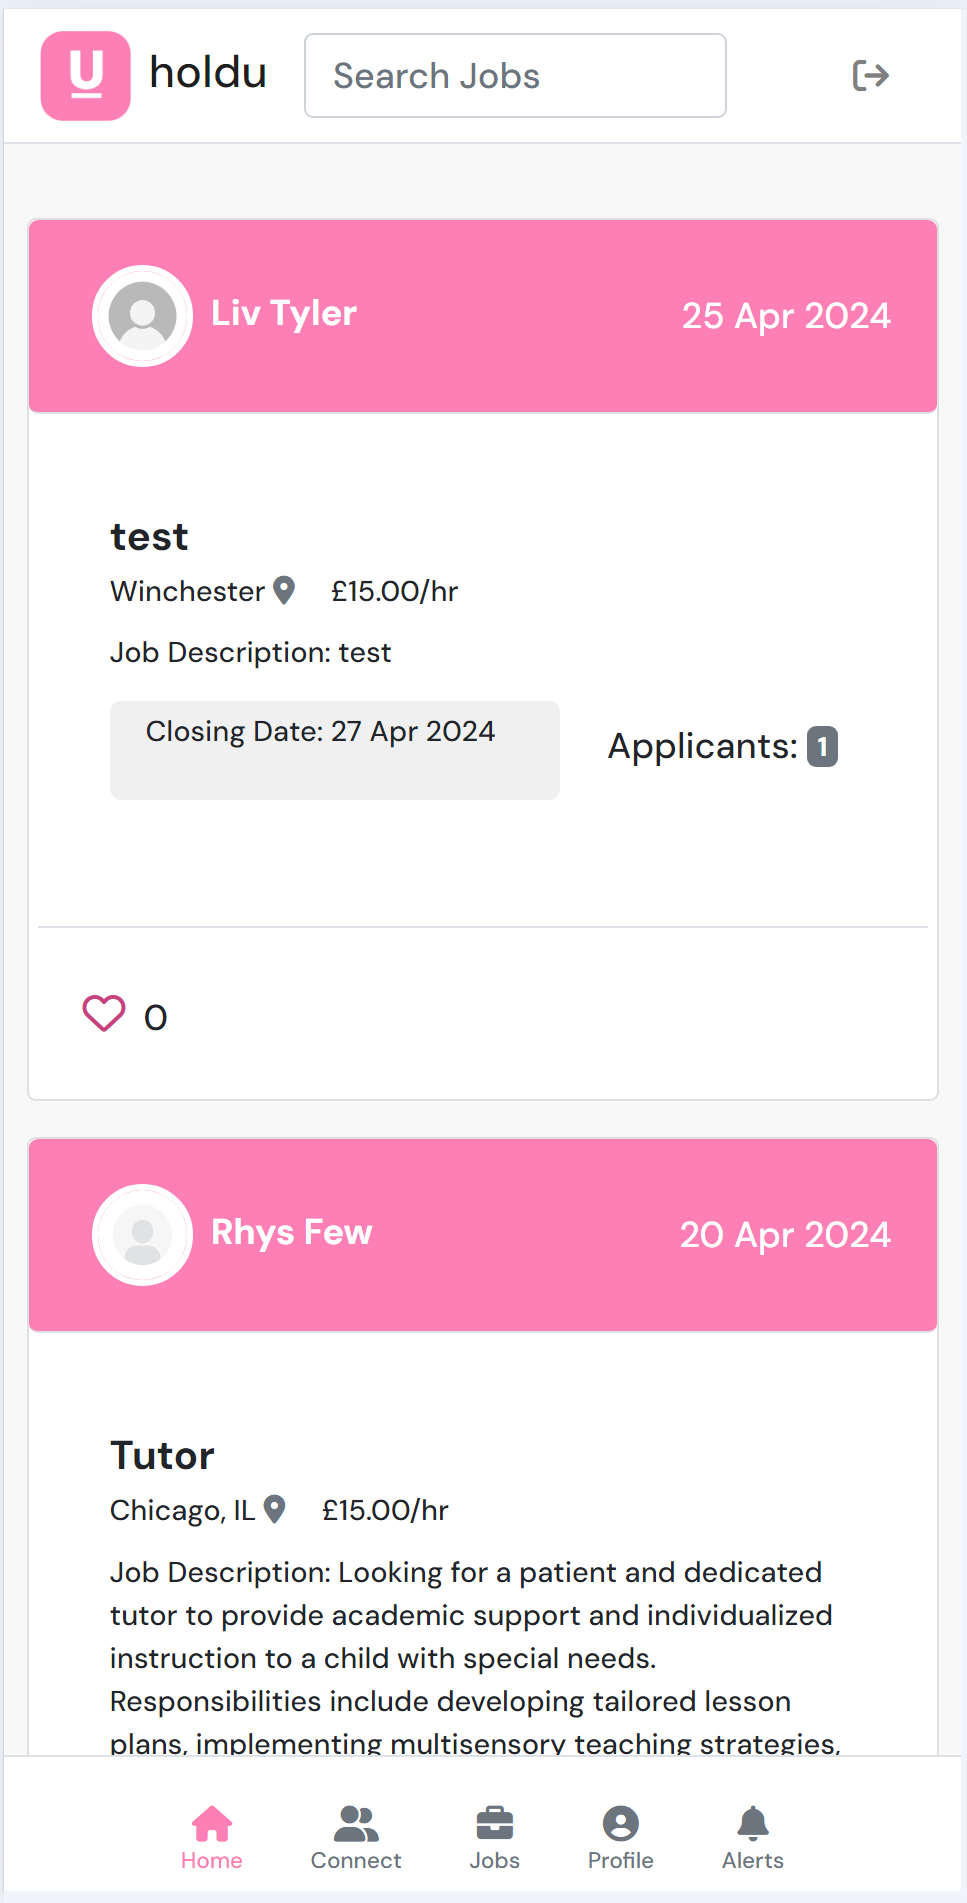 U holdu Search Jobs
Liv Tyler 25 Apr 2024
test
Winchester £15.00/hr
Job Description: test
Closing Date: 27 Apr 2024 Applicants: 1
0
Rhys Few 20 Apr 2024
Tutor
Chicago, IL £15.00/hr
Job Description: Looking for a patient and dedicated
tutor to provide academic support and individualized
instruction to a child with special needs.
Responsibilities include developing tailored lesson
plans, implementing multisensory teaching strategies,
Home Connect Jobs Profile Alerts